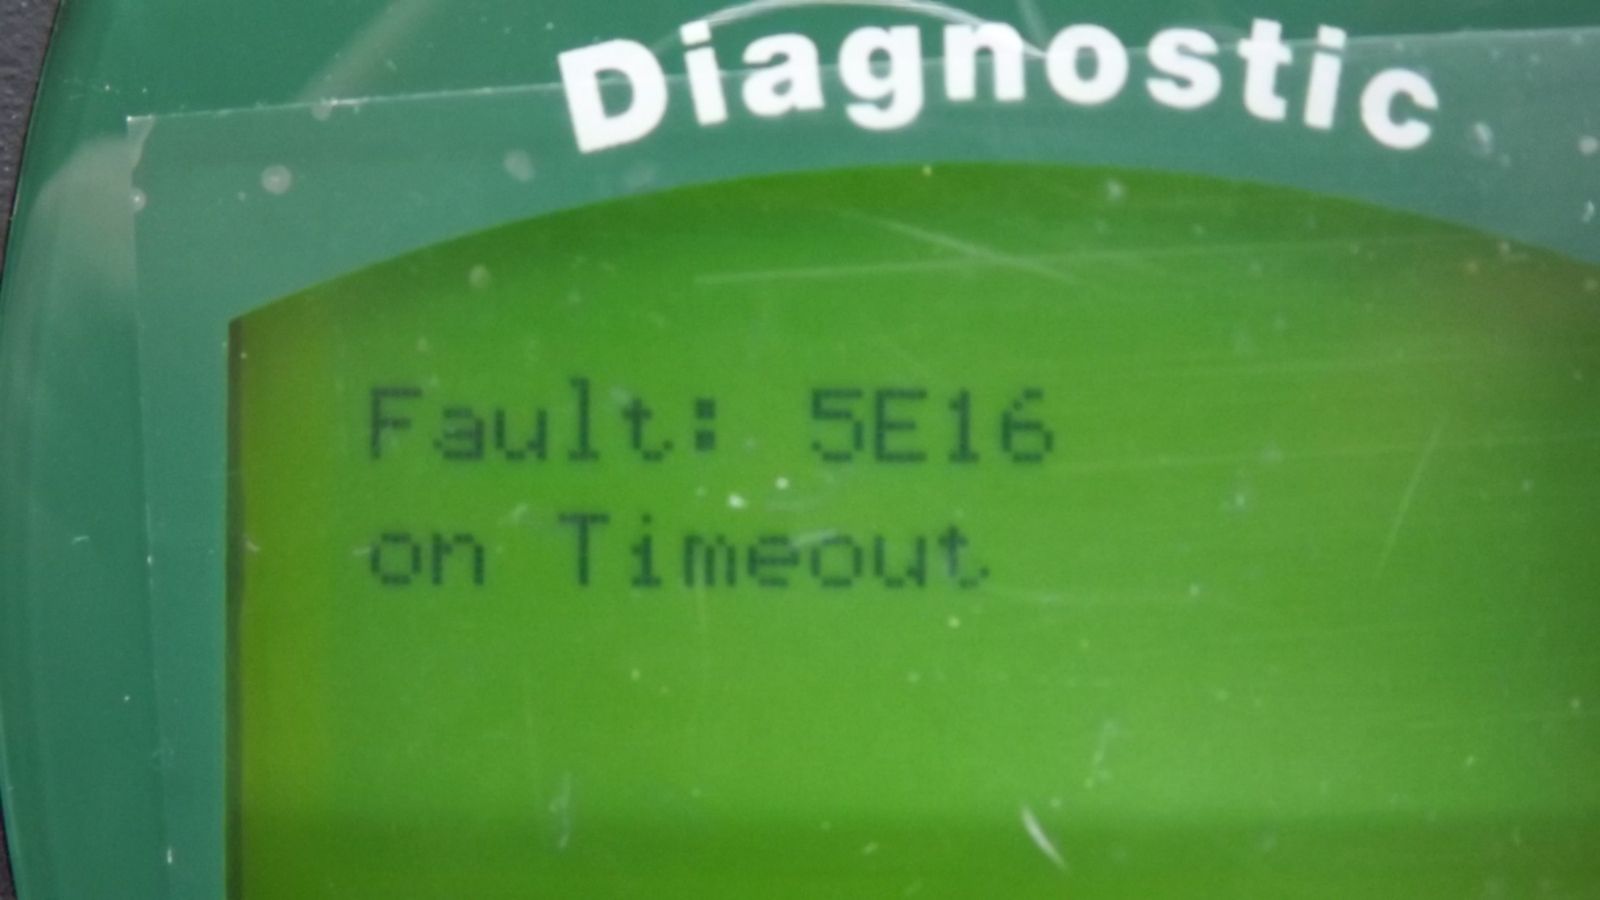 Diagnostic
Fault: 5E16
on Timeout